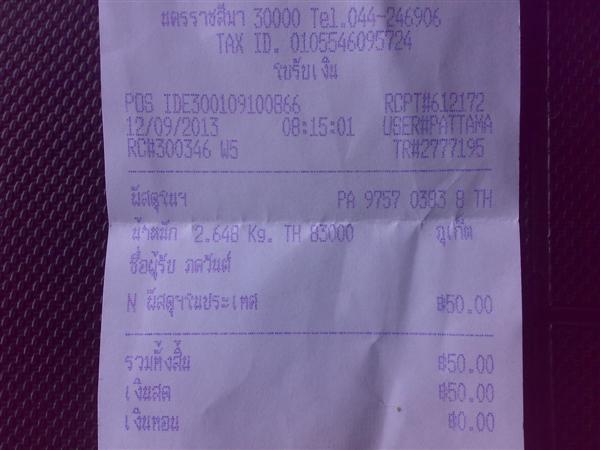 นครราชสีมา 30000 Tel.044-246906
TAX ID. 0105546095724
ใบรับเงิน
POS IDE300109100866 RCPT#612172
12/09/2013 08:15:01 USER#PATTAMA
RC#300346 W5 TR#2777195
พัสดุฯในฯ PA 9757 0383 8 TH
น้ำหนัก 2.648 Kg. TH 83000 ภูเก็ต
ชื่อผู้รับ ภควันต์
N พัสดุฯในประเทศ ฿50.00
รวมทั้งสิ้น ฿50.00
เงินสด ฿50.00
เงินทอน ฿0.00